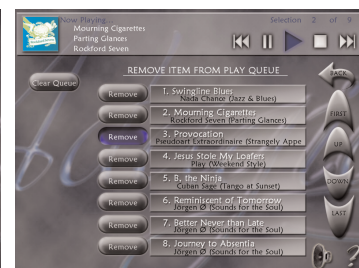 Now Playing...
Mourning Cigarettes
Parting Glances
Rockford Seven
Selection 2 of 9
REMOVE ITEM FROM PLAY QUEUE
BACK
Clear Queue
Remove
1. Swingline Blues
Nada Chance (Jazz & Blues)
Remove
2. Mourning Cigarettes
Rockford Seven (Parting Glances)
FIRST
Remove
3. Provocation
Pseudoart Extraordinaire (Strangely Appe
UP
Remove
4. Jesus Stole My Loafers
Play (Weekend Style)
Remove
5. B, the Ninja
Cuban Sage (Tango at Sunset)
DOWN
Remove
6. Reminiscent of Tomorrow
Jörgen Ø (Sounds for the Soul)
LAST
Remove
7. Better Never than Late
Jörgen Ø (Sounds for the Soul)
Remove
8. Journey to Absentia
Jörgen Ø (Sounds for the Soul)
?